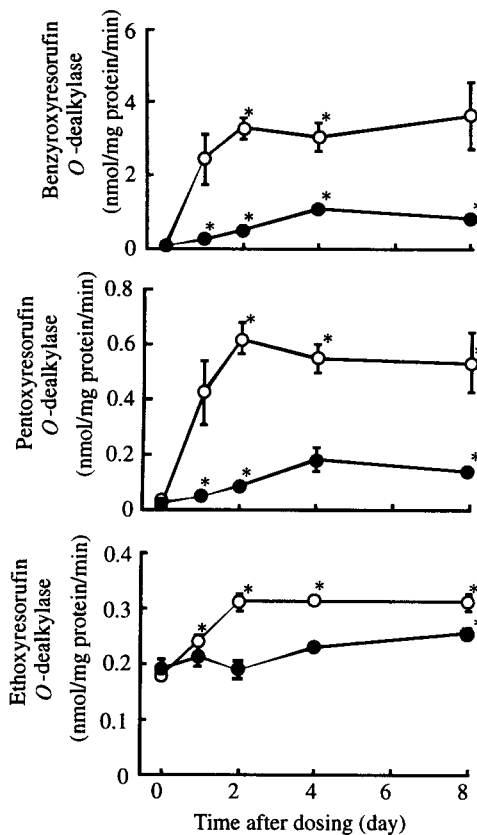 Benzyroxyresorufin
O-dealkylase
(nmol/mg protein/min)
6
4
2
0
*
*
*
*
*
*
*
Pentoxyresorufin
O-dealkylase
(nmol/mg protein/min)
0.8
0.6
0.4
0.2
0
*
*
*
*
*
*
Ethoxyresorufin
O-dealkylase
(nmol/mg protein/min)
0.4
0.3
0.2
0.1
0
*
*
*
*
*
0 2 4 6 8
Time after dosing (day)